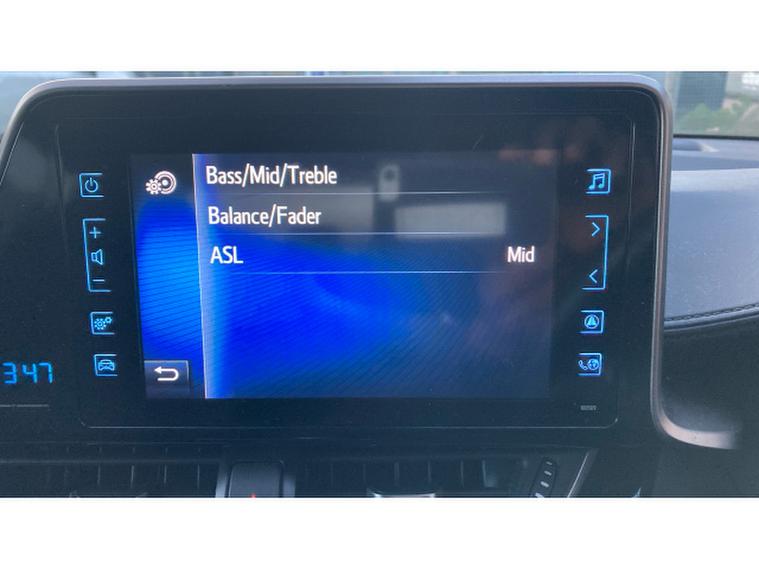 Bass/Mid/Treble
Balance/Fader
ASL Mid
347